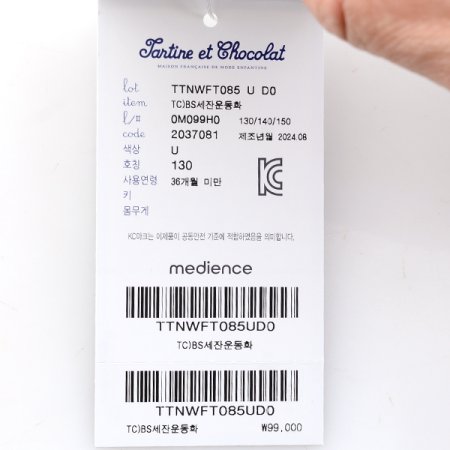 Tartine et Chocolat
MAISON FRANÇAISE DE MODE ENFANTINE
lot TTNWFT085 U D0
item TC)BS세잔운동화
l/# 0M099H0 130/140/150
code 2037081 제조년월 2024.08
색상 U
호칭 130
사용연령 36개월 미만
키
몸무게
KC마크는 이제품이 공통안전 기준에 적합하였음을 의미합니다.
medience
TTNWFT085UD0
TC)BS세잔운동화
TTNWFT085UD0
TC)BS세잔운동화 ₩99,000